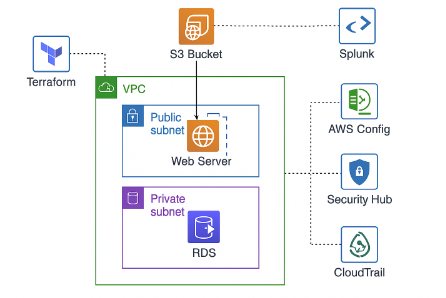 S3 Bucket
Splunk
Terraform
VPC
Public
subnet
Web Server
AWS Config
Security Hub
Private
subnet
RDS
CloudTrail